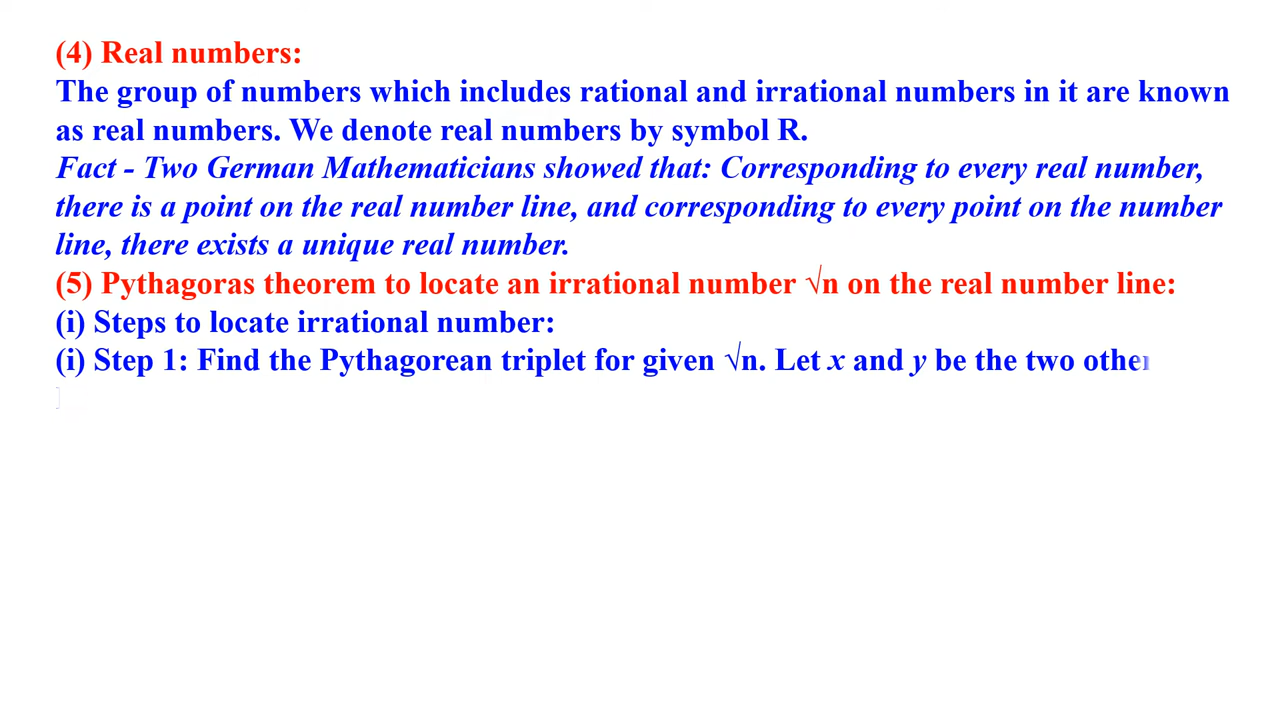 (4) Real numbers:
The group of numbers which includes rational and irrational numbers in it are known
as real numbers. We denote real numbers by symbol R.
Fact - Two German Mathematicians showed that: Corresponding to every real number,
there is a point on the real number line, and corresponding to every point on the number
line, there exists a unique real number.
(5) Pythagoras theorem to locate an irrational number √n on the real number line:
(i) Steps to locate irrational number:
(i) Step 1: Find the Pythagorean triplet for given √n. Let x and y be the two other